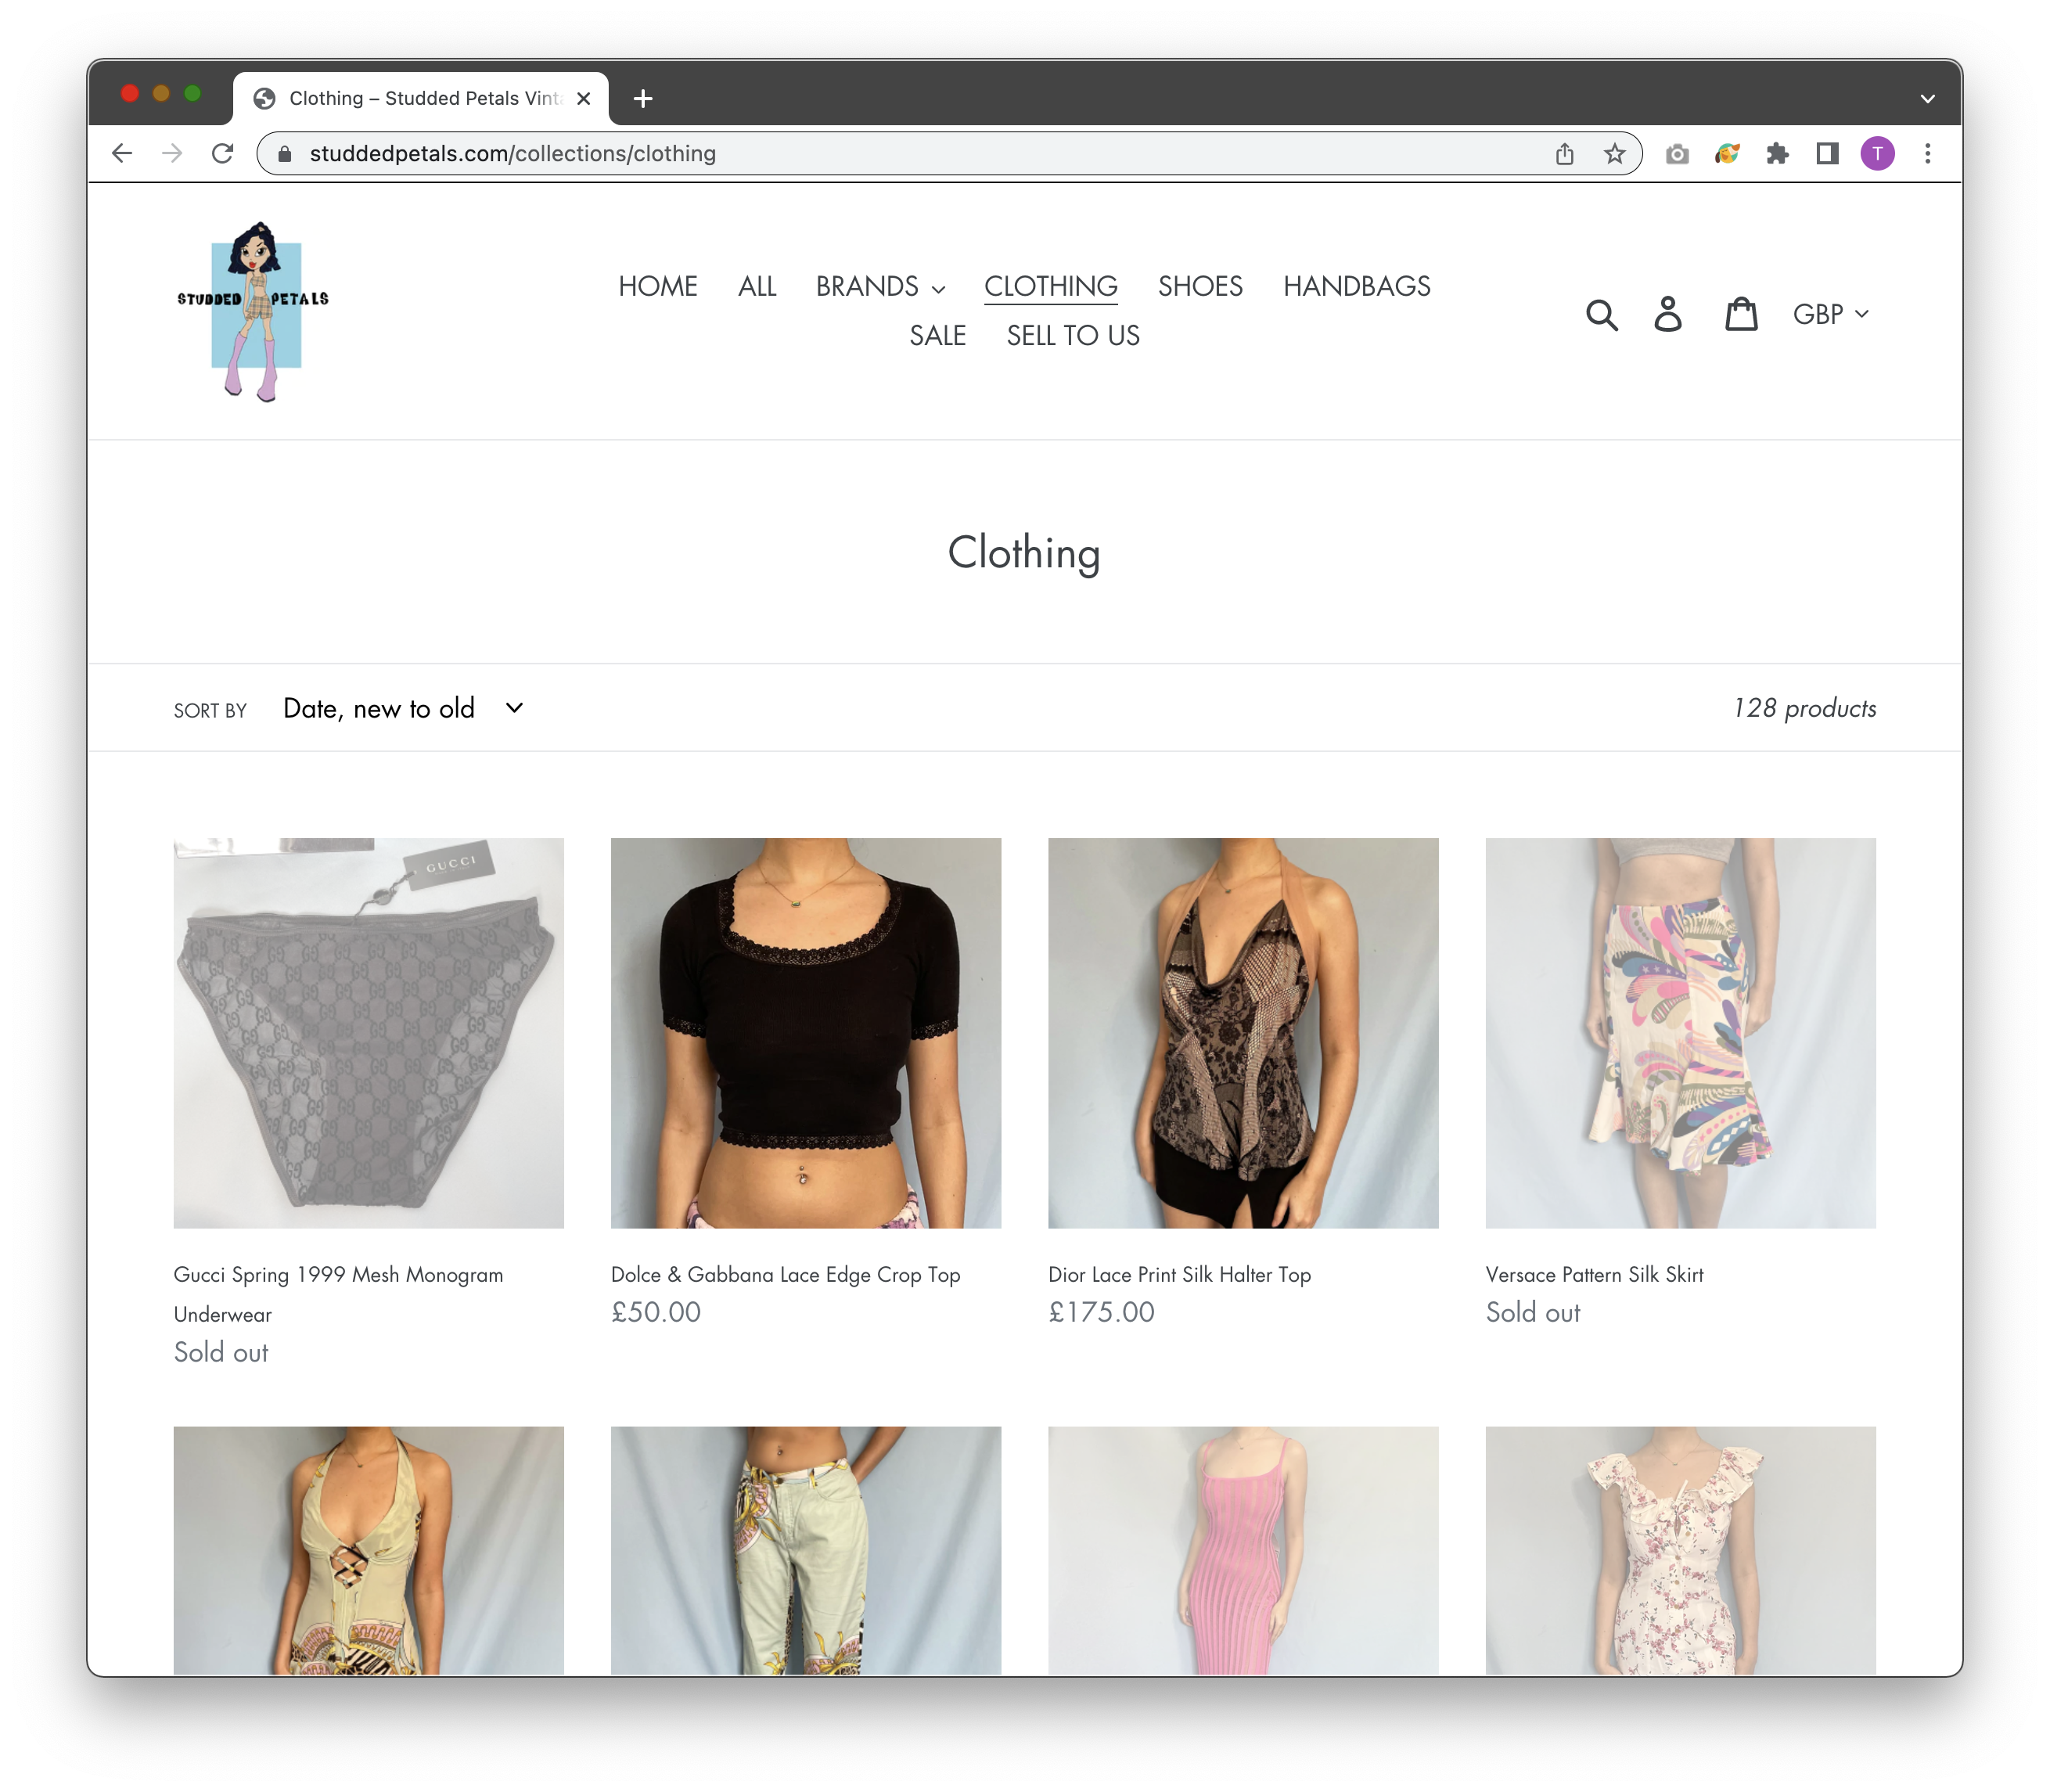 Clothing – Studded Petals Vint
studdedpetals.com/collections/clothing
T
STUDDED PETALS
HOME ALL BRANDS CLOTHING SHOES HANDBAGS
SALE SELL TO US
GBP
Clothing
SORT BY Date, new to old
128 products
GUCCI
Gucci Spring 1999 Mesh Monogram
Underwear
Sold out
Dolce & Gabbana Lace Edge Crop Top
£50.00
Dior Lace Print Silk Halter Top
£175.00
Versace Pattern Silk Skirt
Sold out